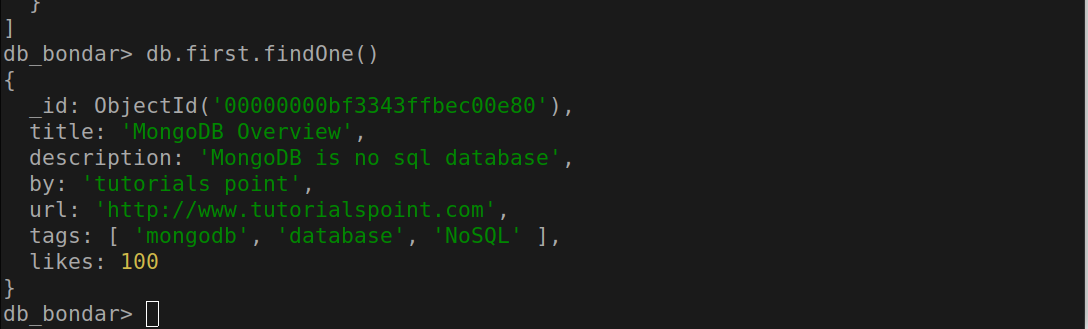 }
]
db_bondar> db.first.findOne()
{
  _id: ObjectId('00000000bf3343ffbec00e80'),
  title: 'MongoDB Overview',
  description: 'MongoDB is no sql database',
  by: 'tutorials point',
  url: 'http://www.tutorialspoint.com',
  tags: [ 'mongodb', 'database', 'NoSQL' ],
  likes: 100
}
db_bondar>